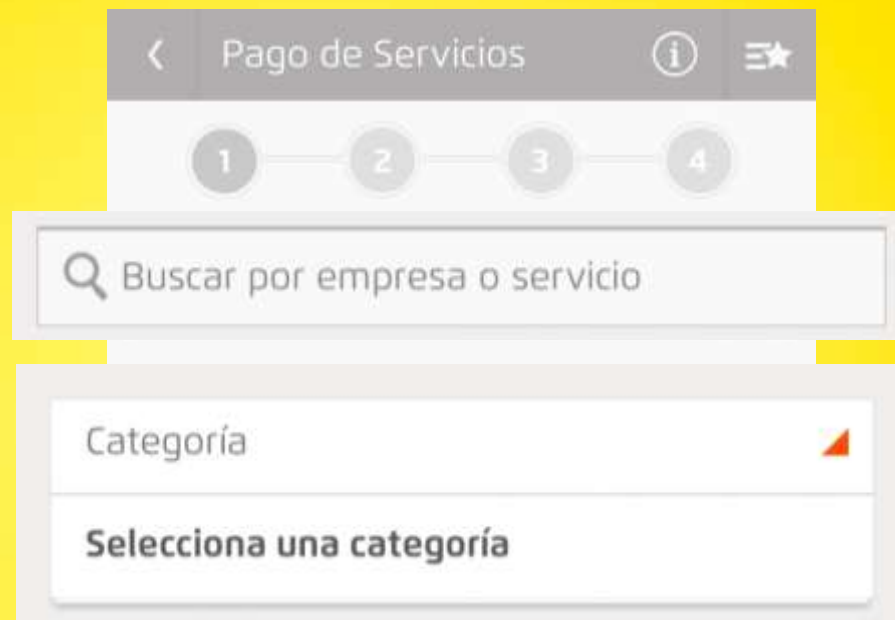 Pago de Servicios
1 2 3 4
Buscar por empresa o servicio
Categoría
Selecciona una categoría